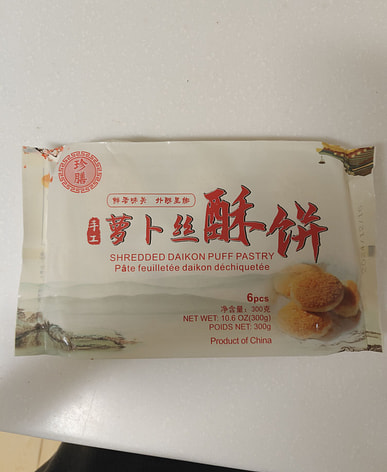 珍膳
手工
萝卜丝酥饼
SHREDDED DAIKON PUFF PASTRY
Pâte feuilletée daikon déchiquetée
6pcs
净含量：300克
NET WET: 10.6 OZ(300g)
POIDS NET: 300g
Product of China